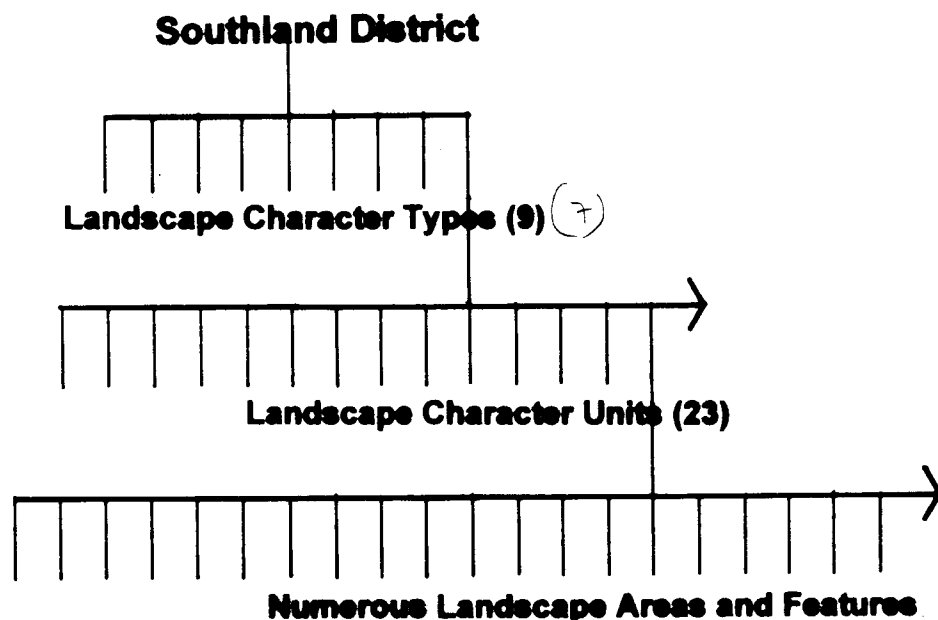 Southland District
Landscape Character Types (9) (7)
Landscape Character Units (23)
Numerous Landscape Areas and Features